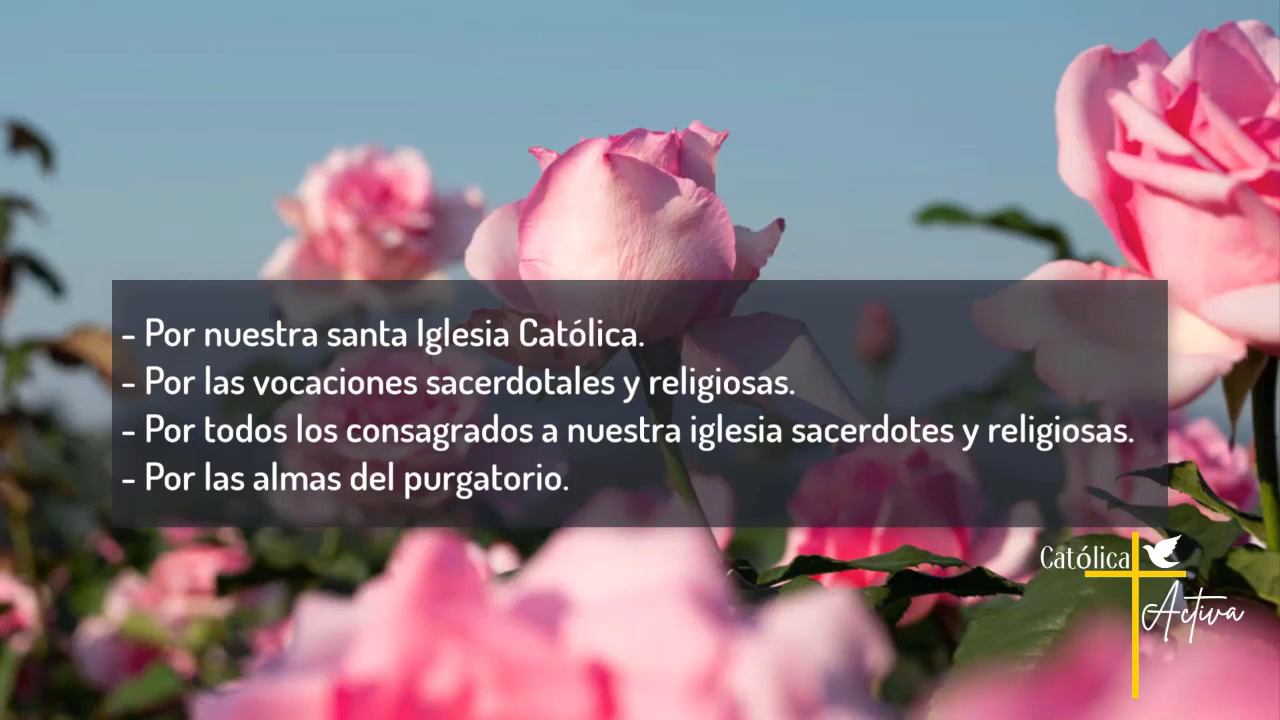 - Por nuestra santa Iglesia Católica.
- Por las vocaciones sacerdotales y religiosas.
- Por todos los consagrados a nuestra iglesia sacerdotes y religiosas.
- Por las almas del purgatorio.
Católica
Activa